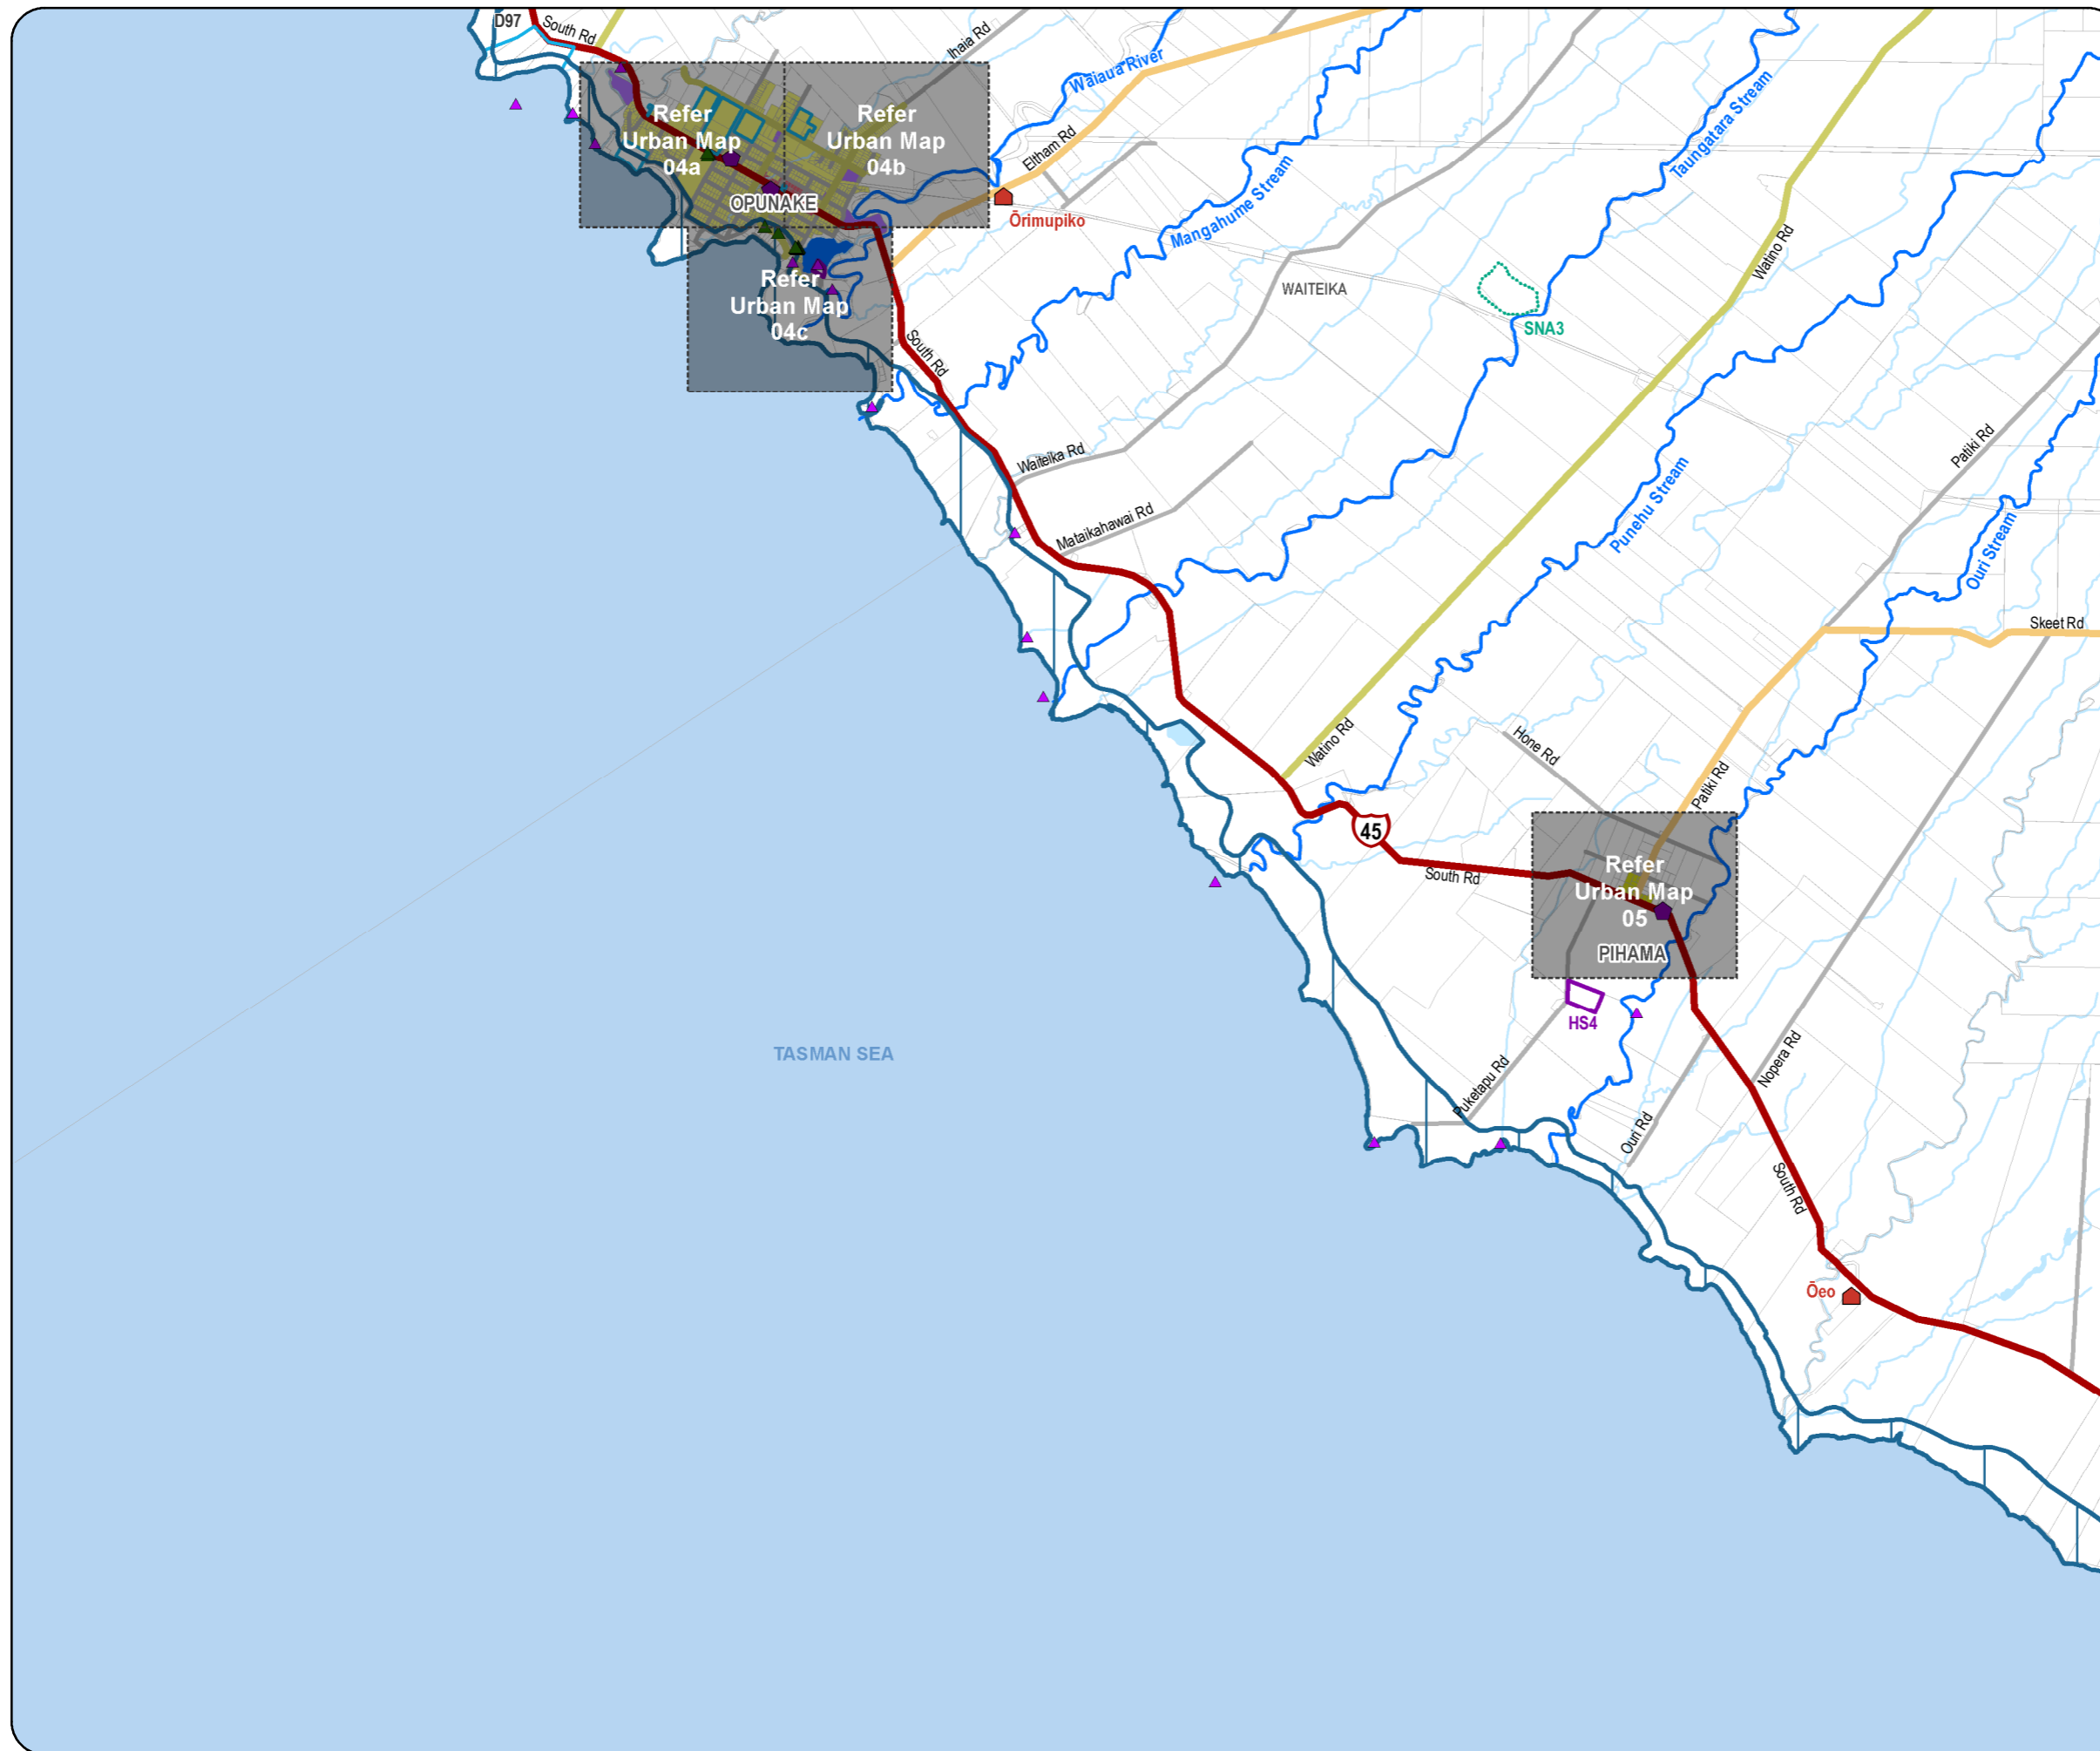 D97
South Rd
Ihaia Rd
Waiaua River
Refer
Urban Map
04a
Refer
Urban Map
04b
Eltham Rd
Taungatara Stream
OPUNAKE
Ōrimupiko
Mangahume Stream
Watino Rd
Refer
Urban Map
04c
WAITEIKA
SNA3
South Rd
Waiteika Rd
Patiki Rd
Mataikahawai Rd
Punehu Stream
Ouri Stream
Skeet Rd
Watino Rd
Hone Rd
Patiki Rd
45
South Rd
Refer
Urban Map
05
PIHAMA
HS4
TASMAN SEA
Puketapu Rd
Nopera Rd
Ouri Rd
South Rd
Ōeo